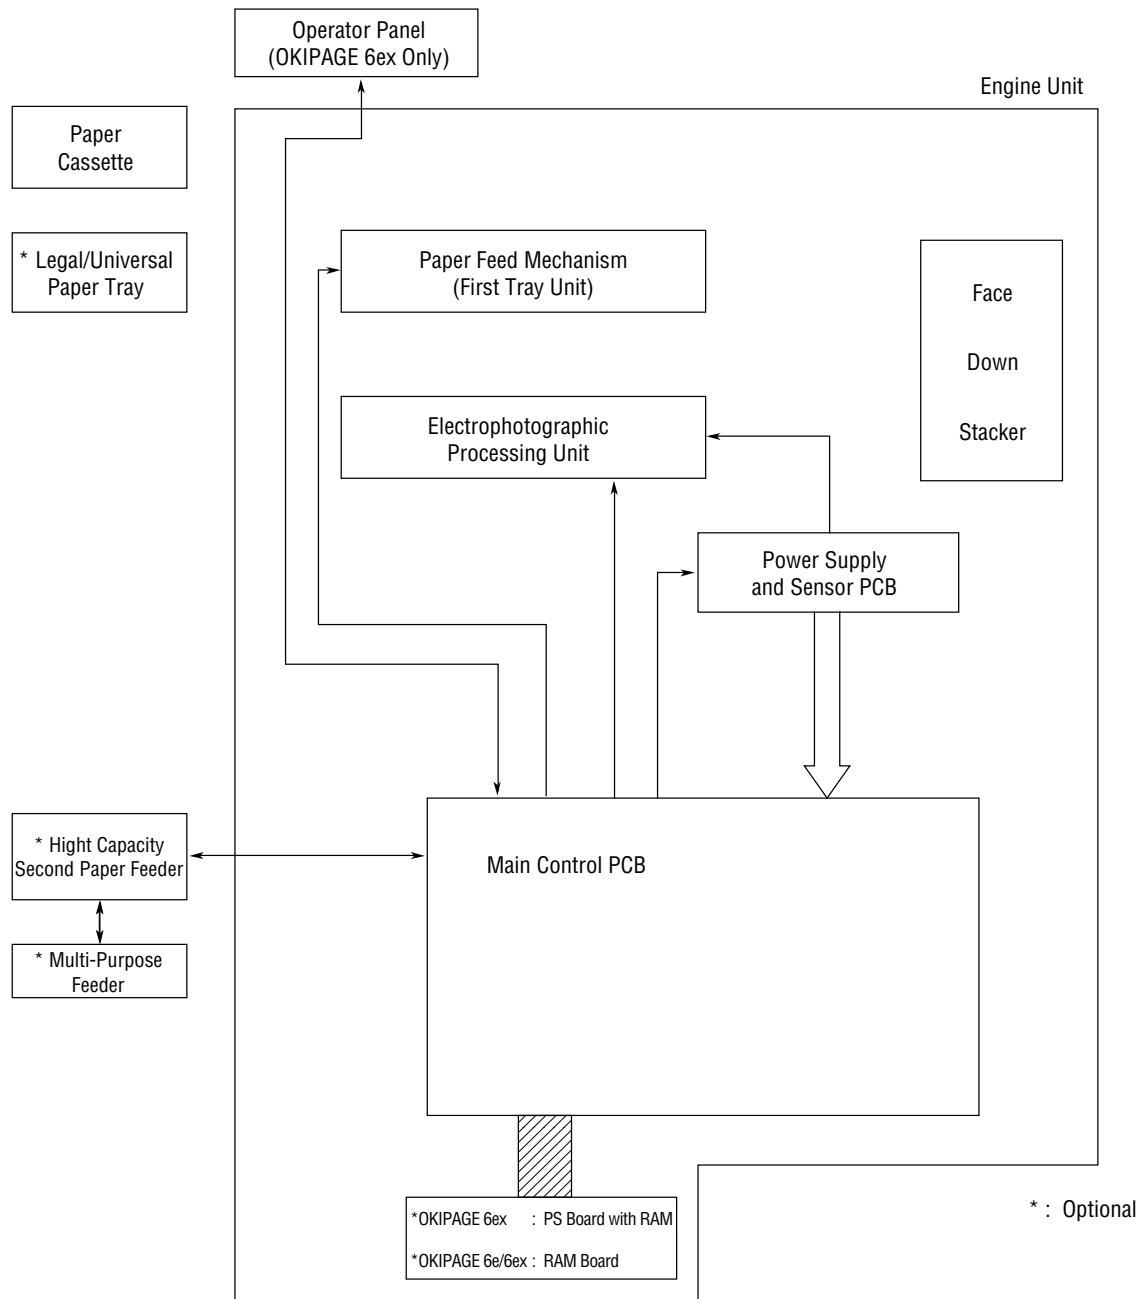 Operator Panel
(OKIPAGE 6ex Only)
Engine Unit
Paper
Cassette
* Legal/Universal
Paper Tray
Paper Feed Mechanism
(First Tray Unit)
Face
Down
Stacker
Electrophotographic
Processing Unit
Power Supply
and Sensor PCB
* Hight Capacity
Second Paper Feeder
Main Control PCB
* Multi-Purpose
Feeder
*OKIPAGE 6ex : PS Board with RAM
*OKIPAGE 6e/6ex : RAM Board
* : Optional